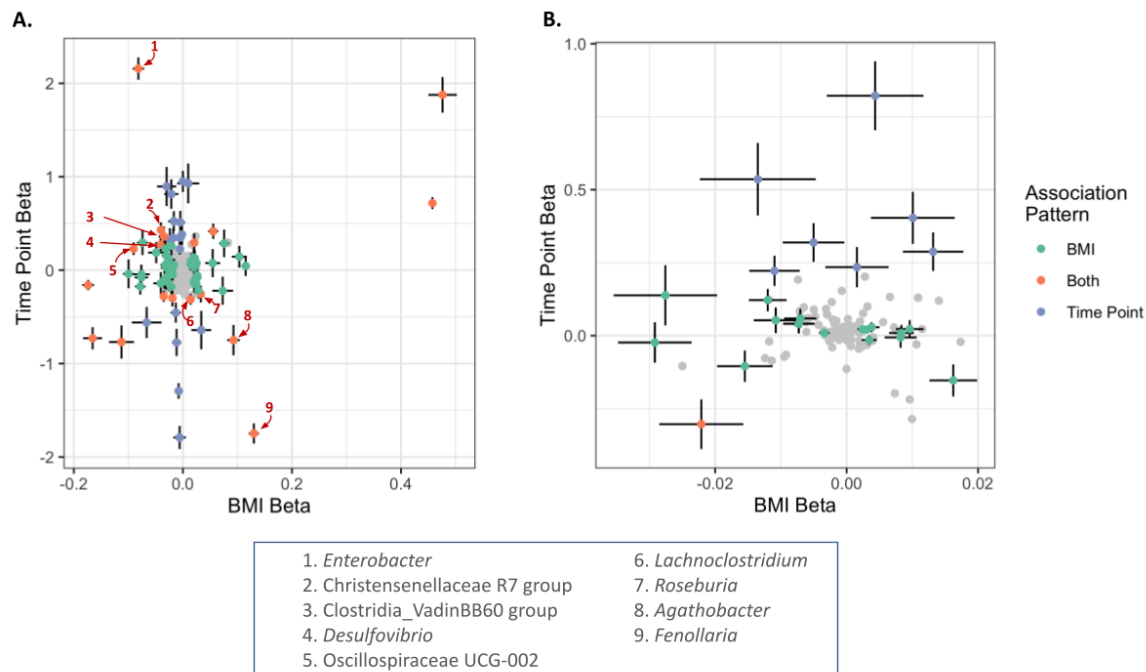 A.
B.
1
2
3
4
5
6
7
8
9
2
1
0
-1
-2
Time Point Beta
-0.2
0.0
0.2
0.4
BMI Beta
1.0
0.5
0.0
Time Point Beta
-0.02
0.00
0.02
BMI Beta
Association
Pattern
BMI
Both
Time Point
1. Enterobacter
2. Christensenellaceae R7 group
3. Clostridia_VadinBB60 group
4. Desulfovibrio
5. Oscillospiraceae UCG-002
6. Lachnoclostridium
7. Roseburia
8. Agathobacter
9. Fenollaria